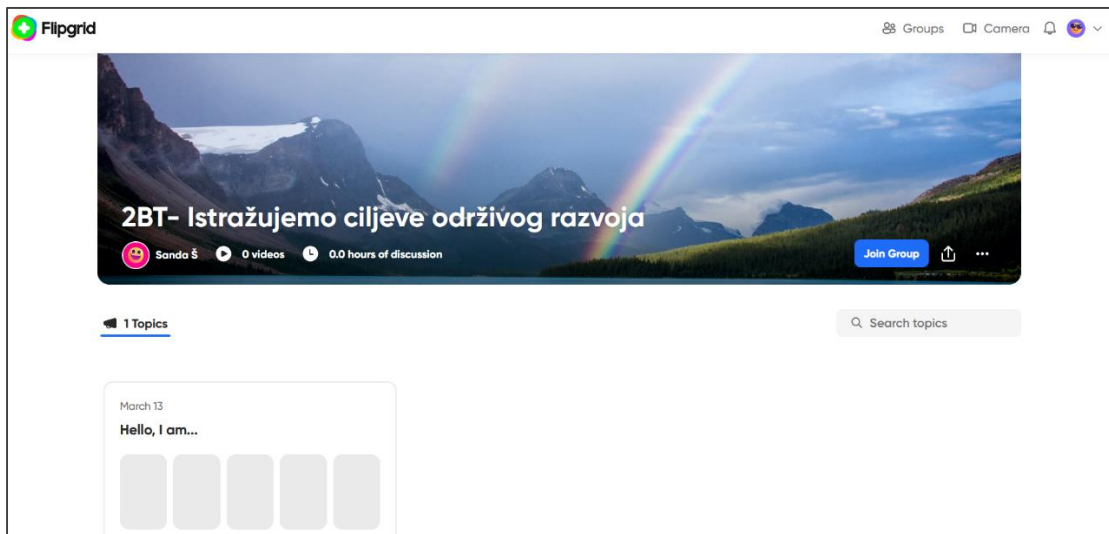 Flipgrid
Groups Camera
2BT- Istražujemo ciljeve održivog razvoja
Sanda Š 0 videos 0.0 hours of discussion
Join Group
1 Topics
Search topics
March 13
Hello, I am...